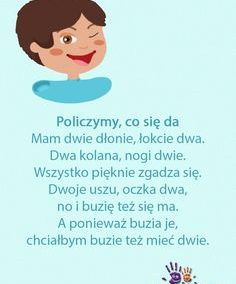 Policzymy, co się da
Mam dwie dłonie, łokcie dwa.
Dwa kolana, nogi dwie.
Wszystko pięknie zgadza się.
Dwoje uszu, oczka dwa,
no i buzię też się ma.
A ponieważ buzia je,
chciałbym buzie też mieć dwie.